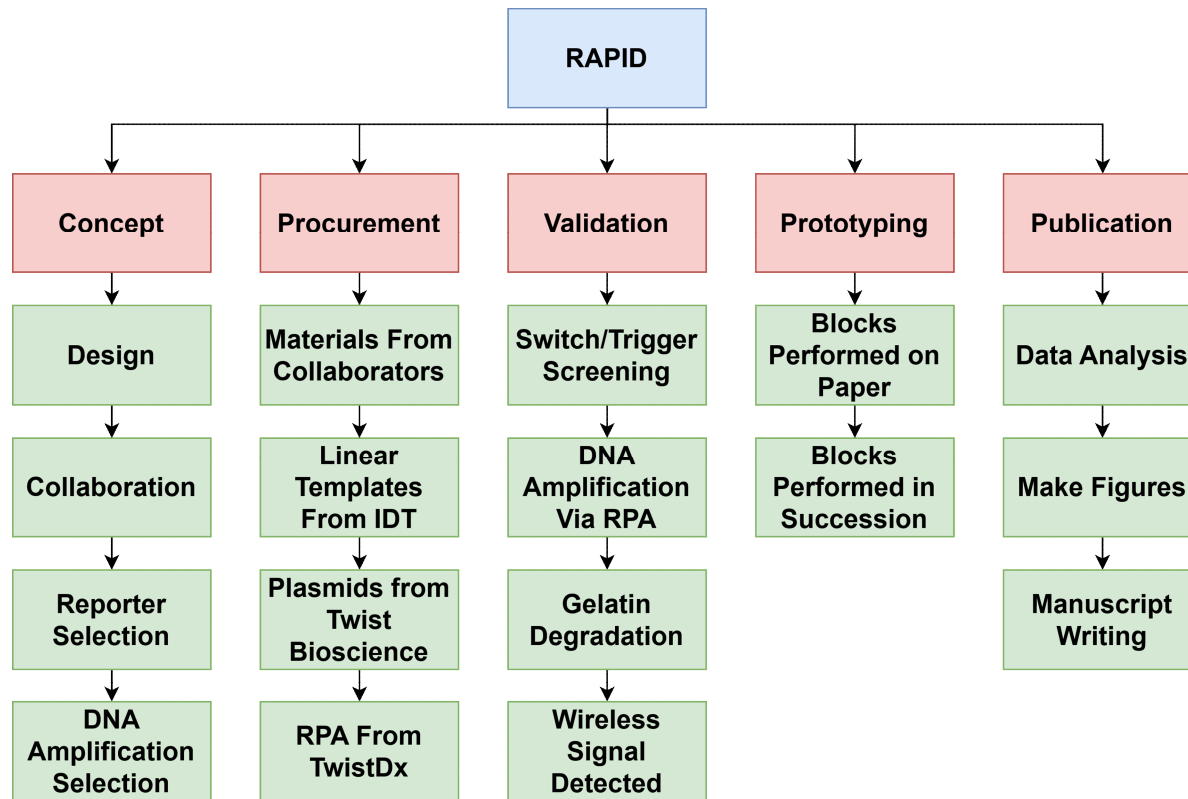 RAPID
Concept
Procurement
Validation
Prototyping
Publication
Design
Materials From
Collaborators
Switch/Trigger
Screening
Blocks
Performed on
Paper
Data Analysis
Collaboration
Linear
Templates
From IDT
DNA
Amplification
Via RPA
Blocks
Performed in
Succession
Make Figures
Reporter
Selection
Plasmids from
Twist
Bioscience
Gelatin
Degradation
Manuscript
Writing
DNA
Amplification
Selection
RPA From
TwistDx
Wireless
Signal
Detected